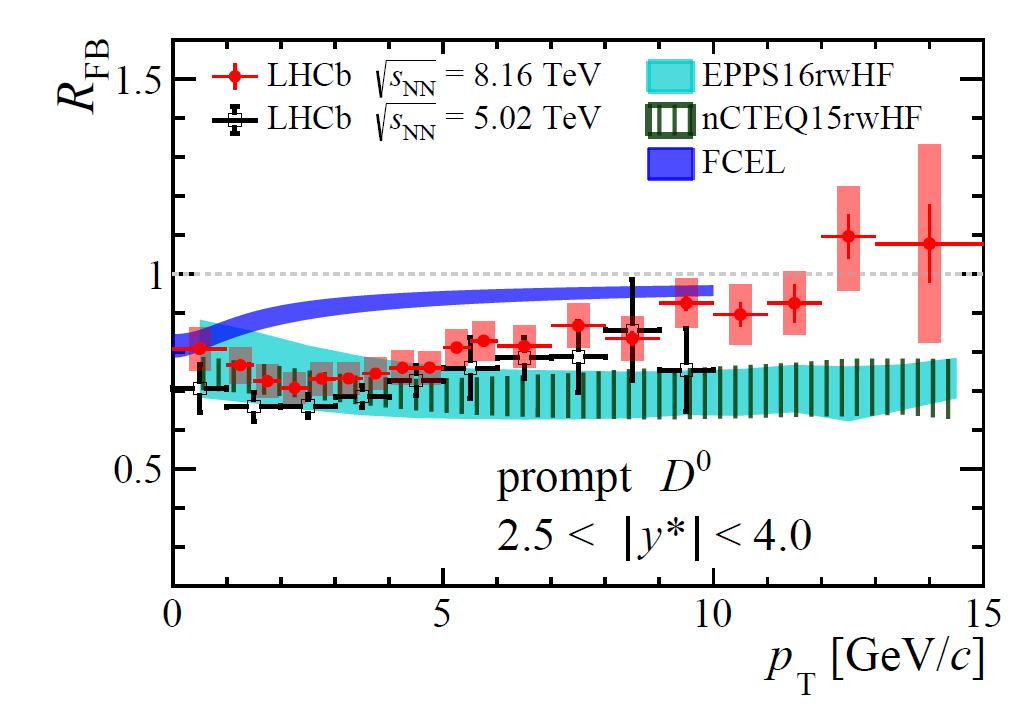 R_FB
1.5
1
0.5
LHCb √s_NN = 8.16 TeV
LHCb √s_NN = 5.02 TeV
EPPS16rwHF
nCTEQ15rwHF
FCEL
prompt D⁰
2.5 < |y*| < 4.0
0 5 10 15
p_T [GeV/c]